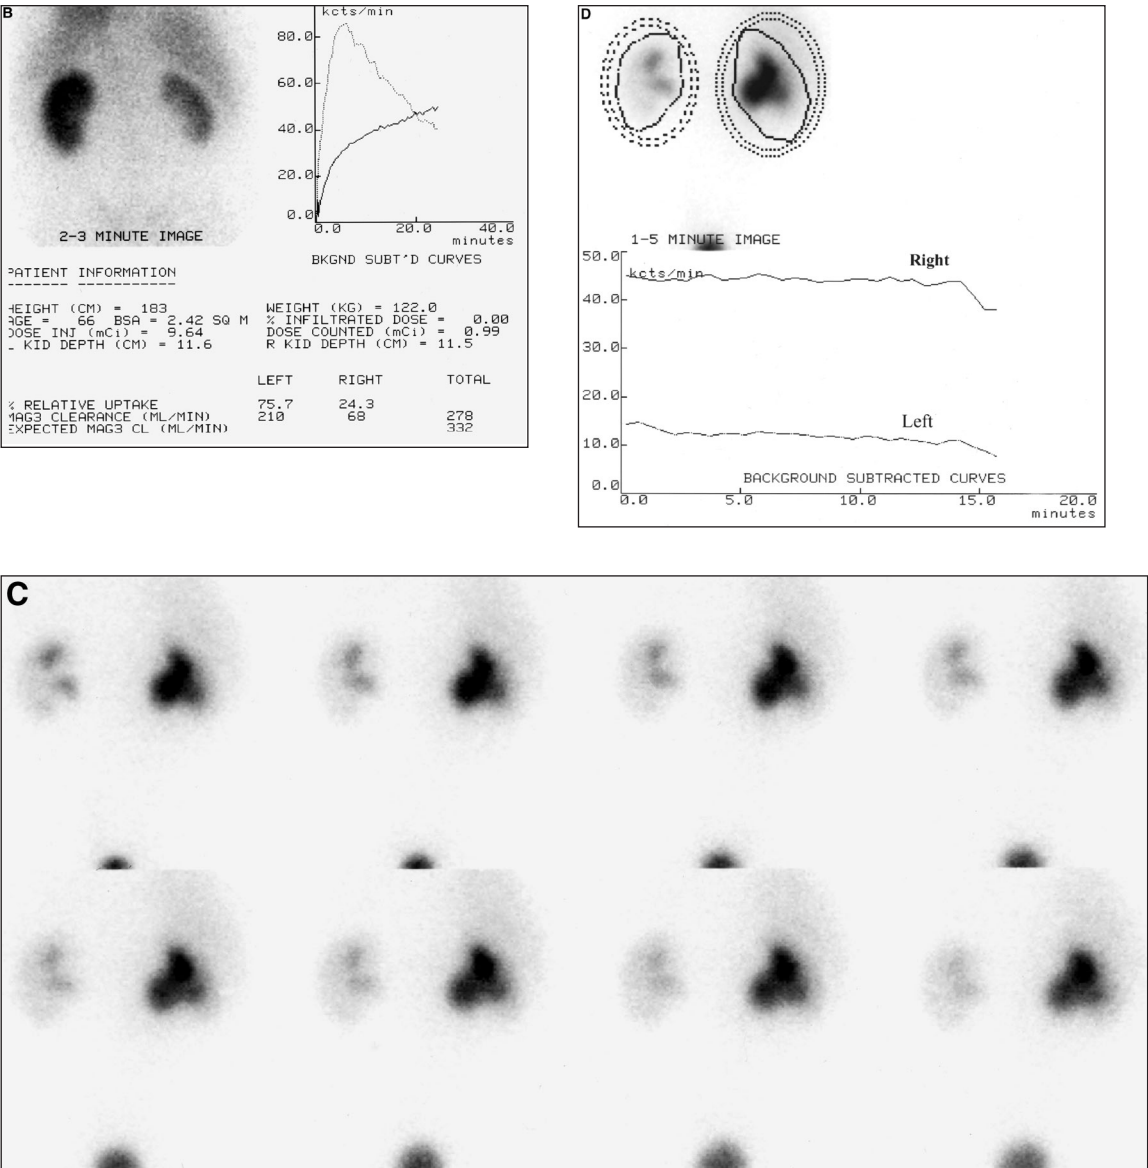 B
kcts/min
80.0
60.0
40.0
20.0
0.0
0.0 20.0 40.0
minutes
2-3 MINUTE IMAGE
BKGND SUBT'D CURVES
PATIENT INFORMATION
HEIGHT (CM) = 183 WEIGHT (KG) = 122.0
AGE = 66 BSA = 2.42 SQ M % INFILTRATED DOSE = 0.00
DOSE INJ (mCi) = 9.64 DOSE COUNTED (mCi) = 0.99
L KID DEPTH (CM) = 11.6 R KID DEPTH (CM) = 11.5
LEFT RIGHT TOTAL
% RELATIVE UPTAKE 75.7 24.3
MAG3 CLEARANCE (ML/MIN) 210 68 278
EXPECTED MAG3 CL (ML/MIN) 332
D
1-5 MINUTE IMAGE
50.0
kcts/min
Right
40.0
30.0
20.0
Left
10.0
BACKGROUND SUBTRACTED CURVES
0.0
0.0 5.0 10.0 15.0 20.0
minutes
C